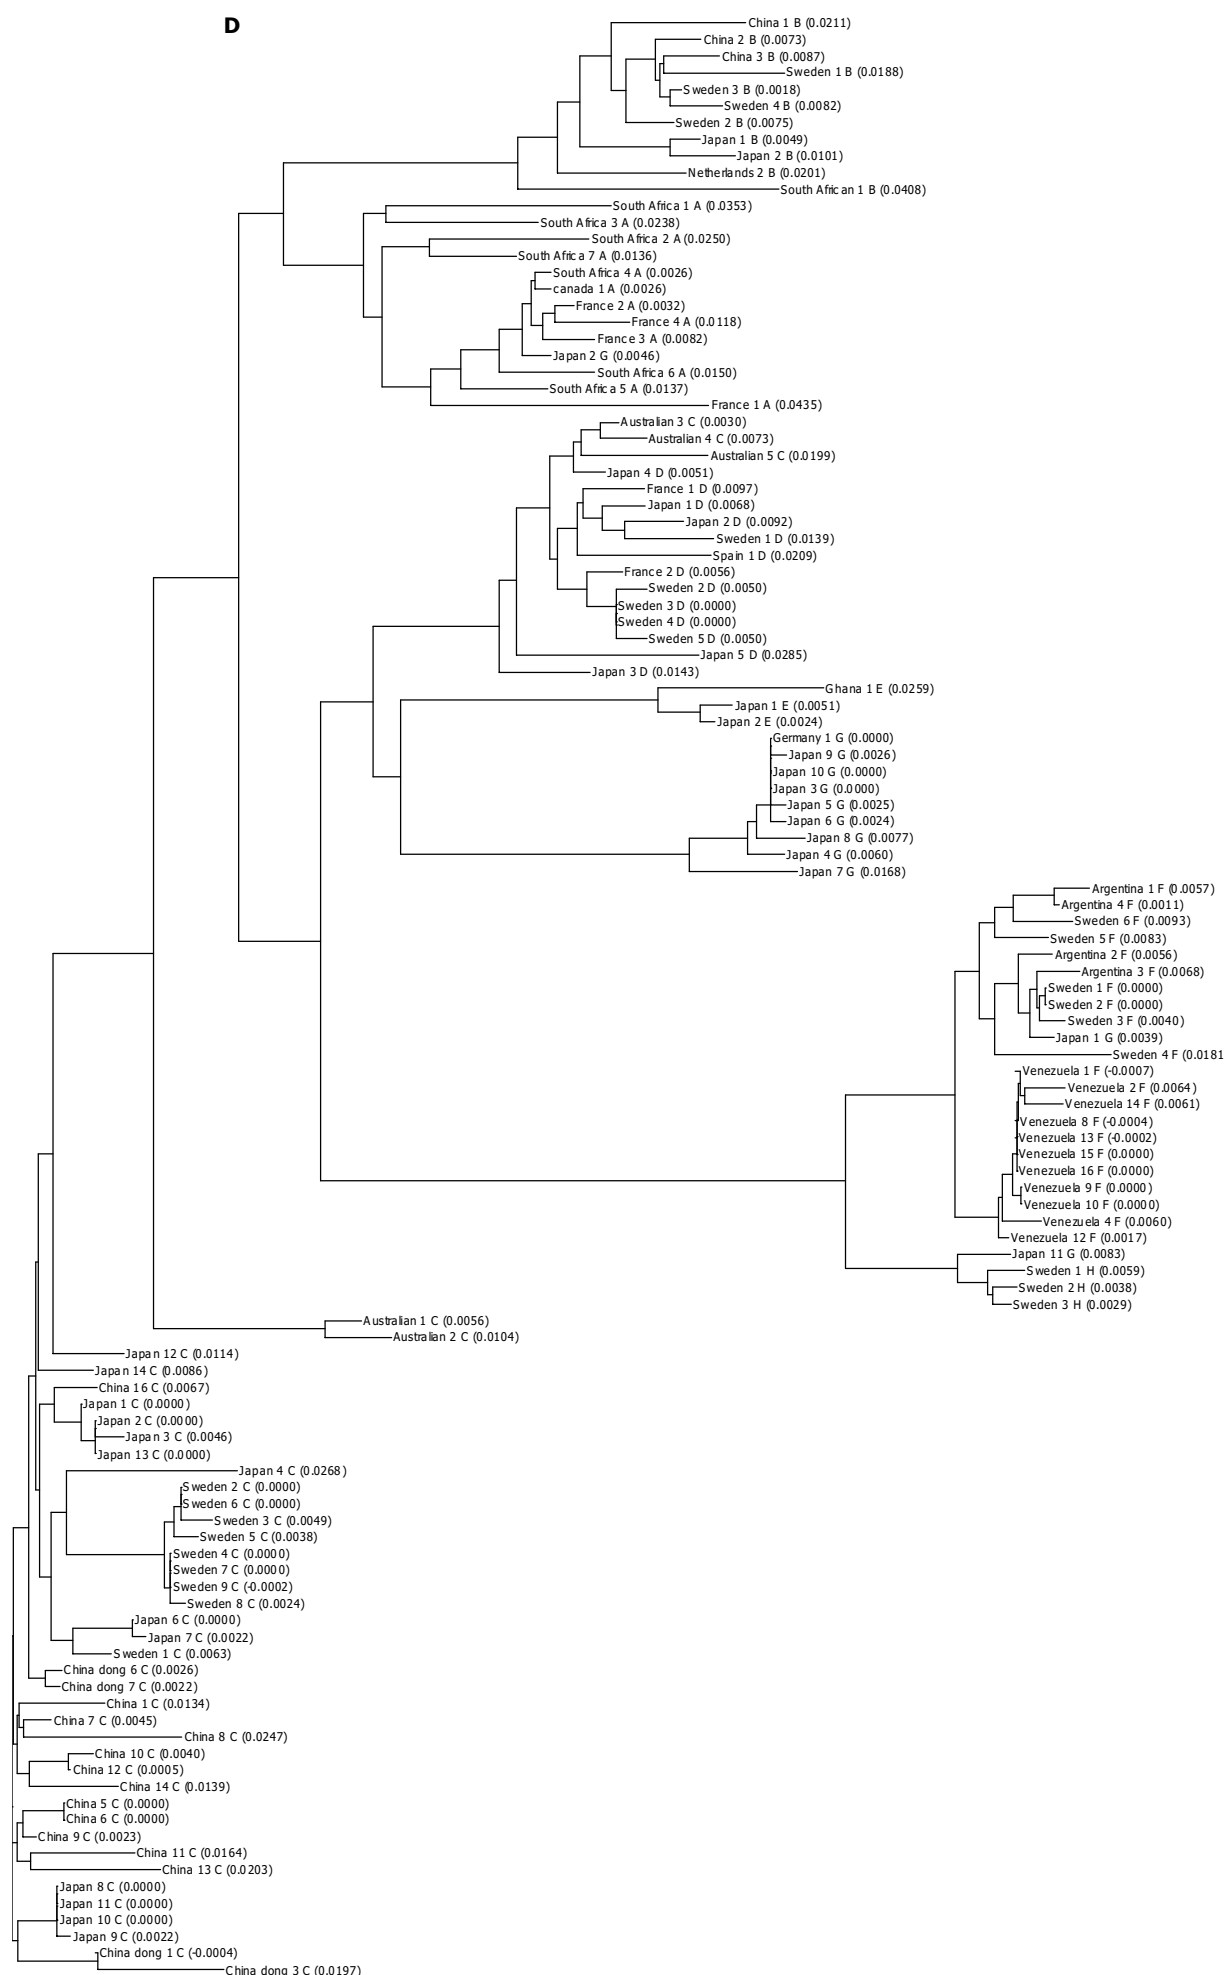 D
China 1 B (0.0211)
China 2 B (0.0073)
China 3 B (0.0087)
Sweden 1 B (0.0188)
Sweden 3 B (0.0018)
Sweden 4 B (0.0082)
Sweden 2 B (0.0075)
Japan 1 B (0.0049)
Japan 2 B (0.0101)
Netherlands 2 B (0.0201)
South African 1 B (0.0408)
South Africa 1 A (0.0353)
South Africa 3 A (0.0238)
South Africa 2 A (0.0250)
South Africa 7 A (0.0136)
South Africa 4 A (0.0026)
canada 1 A (0.0026)
France 2 A (0.0032)
France 4 A (0.0118)
France 3 A (0.0082)
Japan 2 G (0.0046)
South Africa 6 A (0.0150)
South Africa 5 A (0.0137)
France 1 A (0.0435)
Australian 3 C (0.0030)
Australian 4 C (0.0073)
Australian 5 C (0.0199)
Japan 4 D (0.0051)
France 1 D (0.0097)
Japan 1 D (0.0068)
Japan 2 D (0.0092)
Sweden 1 D (0.0139)
Spain 1 D (0.0209)
France 2 D (0.0056)
Sweden 2 D (0.0050)
Sweden 3 D (0.0000)
Sweden 4 D (0.0000)
Sweden 5 D (0.0050)
Japan 5 D (0.0285)
Japan 3 D (0.0143)
Ghana 1 E (0.0259)
Japan 1 E (0.0051)
Japan 2 E (0.0024)
Germany 1 G (0.0000)
Japan 9 G (0.0026)
Japan 10 G (0.0000)
Japan 3 G (0.0000)
Japan 5 G (0.0025)
Japan 6 G (0.0024)
Japan 8 G (0.0077)
Japan 4 G (0.0060)
Japan 7 G (0.0168)
Argentina 1 F (0.0057)
Argentina 4 F (0.0011)
Sweden 6 F (0.0093)
Sweden 5 F (0.0083)
Argentina 2 F (0.0056)
Argentina 3 F (0.0068)
Sweden 1 F (0.0000)
Sweden 2 F (0.0000)
Sweden 3 F (0.0040)
Japan 1 G (0.0039)
Sweden 4 F (0.0181
Venezuela 1 F (-0.0007)
Venezuela 2 F (0.0064)
Venezuela 14 F (0.0061)
Venezuela 8 F (-0.0004)
Venezuela 13 F (-0.0002)
Venezuela 15 F (0.0000)
Venezuela 16 F (0.0000)
Venezuela 9 F (0.0000)
Venezuela 10 F (0.0000)
Venezuela 4 F (0.0060)
Venezuela 12 F (0.0017)
Japan 11 G (0.0083)
Sweden 1 H (0.0059)
Sweden 2 H (0.0038)
Sweden 3 H (0.0029)
Australian 1 C (0.0056)
Australian 2 C (0.0104)
Japan 12 C (0.0114)
Japan 14 C (0.0086)
China 16 C (0.0067)
Japan 1 C (0.0000)
Japan 2 C (0.0000)
Japan 3 C (0.0046)
Japan 13 C (0.0000)
Japan 4 C (0.0268)
Sweden 2 C (0.0000)
Sweden 6 C (0.0000)
Sweden 3 C (0.0049)
Sweden 5 C (0.0038)
Sweden 4 C (0.0000)
Sweden 7 C (0.0000)
Sweden 9 C (-0.0002)
Sweden 8 C (0.0024)
Japan 6 C (0.0000)
Japan 7 C (0.0022)
Sweden 1 C (0.0063)
China dong 6 C (0.0026)
China dong 7 C (0.0022)
China 1 C (0.0134)
China 7 C (0.0045)
China 8 C (0.0247)
China 10 C (0.0040)
China 12 C (0.0005)
China 14 C (0.0139)
China 5 C (0.0000)
China 6 C (0.0000)
China 9 C (0.0023)
China 11 C (0.0164)
China 13 C (0.0203)
Japan 8 C (0.0000)
Japan 11 C (0.0000)
Japan 10 C (0.0000)
Japan 9 C (0.0022)
China dong 1 C (-0.0004)
China dong 3 C (0.0197)